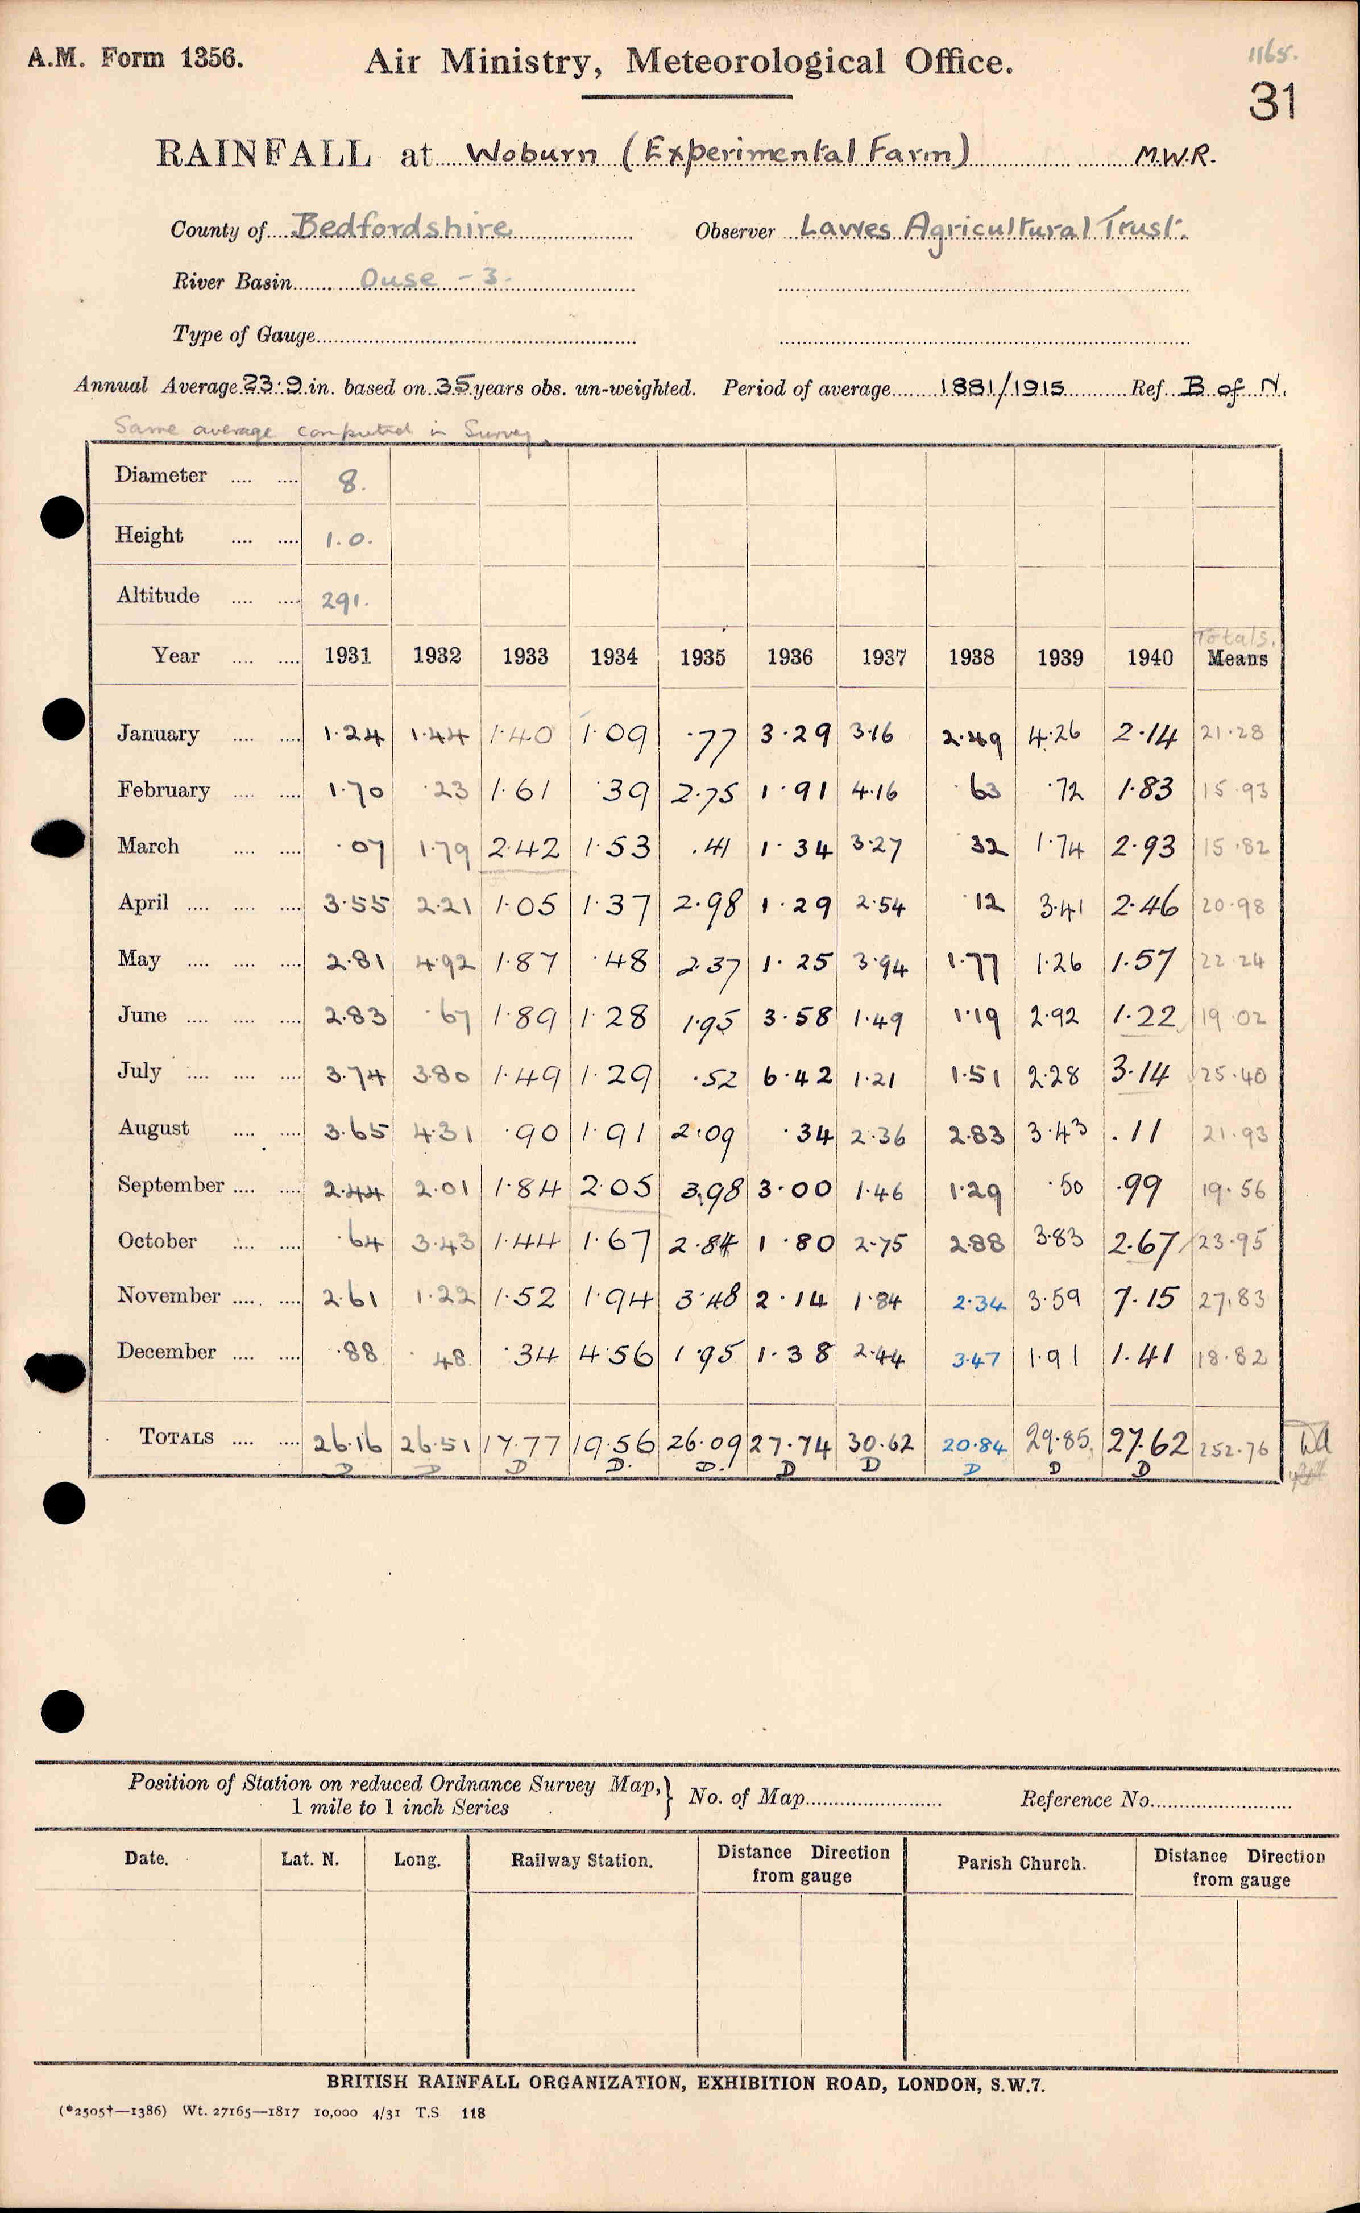 A.M. Form 1356. Air Ministry, Meteorological Office. 1165.
31
RAINFALL at Woburn (Experimental Farm) M.W.R.
County of Bedfordshire Observer Lawes Agricultural Trust.
River Basin Ouse - 3.
Type of Gauge
Annual Average 23.9 in. based on 35 years obs. un-weighted. Period of average 1881/1915 Ref. B of N.
Same average computed in Survey.
Diameter 8.
Height 1.0.
Altitude 291.
Totals.
Year 1931 1932 1933 1934 1935 1936 1937 1938 1939 1940 Means
January 1.24 1.44 1.40 1.09 .77 3.29 3.16 2.49 4.26 2.14 21.28
February 1.70 .23 1.61 .39 2.75 1.91 4.16 .63 .72 1.83 15.93
March .07 1.79 2.42 1.53 .41 1.34 3.27 .32 1.74 2.93 15.82
April 3.55 2.21 1.05 1.37 2.98 1.29 2.54 .12 3.41 2.46 20.98
May 2.81 4.92 1.87 .48 2.37 1.25 3.94 1.77 1.26 1.57 22.24
June 2.83 .67 1.89 1.28 1.95 3.58 1.49 1.19 2.92 1.22 19.02
July 3.74 3.80 1.49 1.29 .52 6.42 1.21 1.51 2.28 3.14 25.40
August 3.65 4.31 .90 1.91 2.09 .34 2.36 2.83 3.43 .11 21.93
September 2.44 2.01 1.84 2.05 3.98 3.00 1.46 1.29 .50 .99 19.56
October .64 3.43 1.44 1.67 2.84 1.80 2.75 2.88 3.83 2.67 23.95
November 2.61 1.22 1.52 1.94 3.48 2.14 1.84 2.34 3.59 7.15 27.83
December .88 .48 .34 4.56 1.95 1.38 2.44 3.47 1.91 1.41 18.82
TOTALS 26.16 26.51 17.77 19.56 26.09 27.74 30.62 20.84 29.85 27.62 252.76
D D D D. D. D D D D D
Position of Station on reduced Ordnance Survey Map, } No. of Map Reference No.
1 mile to 1 inch Series
Date. Lat. N. Long. Railway Station. Distance Direction from gauge Parish Church. Distance Direction from gauge
BRITISH RAINFALL ORGANIZATION, EXHIBITION ROAD, LONDON, S.W.7.
(*2505†—1386) Wt. 27165—1817 10,000 4/31 T.S 118